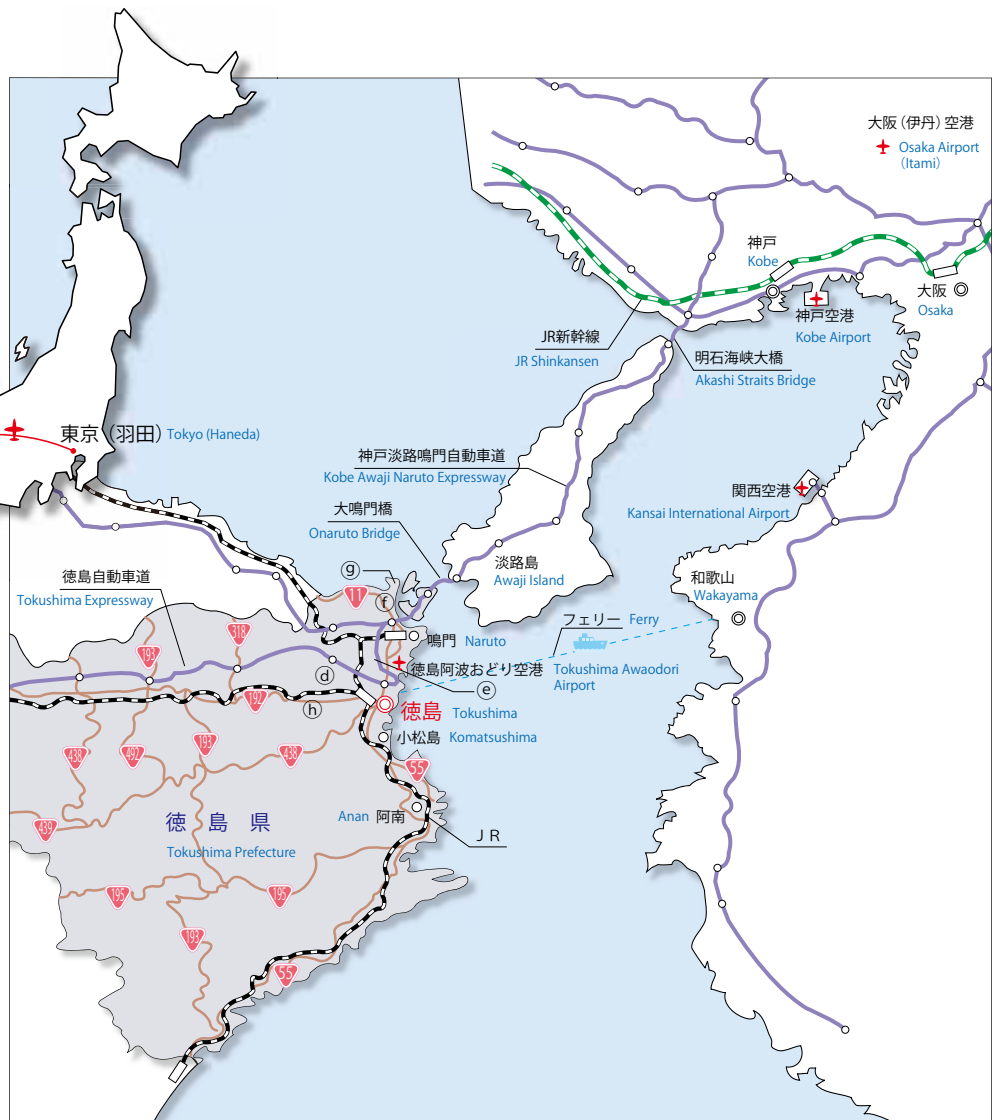 大阪(伊丹)空港
Osaka Airport
(Itami)
神戸
Kobe
大阪
Osaka
神戸空港
Kobe Airport
JR新幹線
JR Shinkansen
明石海峡大橋
Akashi Straits Bridge
東京(羽田) Tokyo (Haneda)
神戸淡路鳴門自動車道
Kobe Awaji Naruto Expressway
関西空港
Kansai International Airport
大鳴門橋
Onaruto Bridge
淡路島
Awaji Island
和歌山
Wakayama
徳島自動車道
Tokushima Expressway
ⓖ
11
ⓕ
フェリー Ferry
318
193
鳴門 Naruto
徳島阿波おどり空港 Tokushima Awaodori
Airport
ⓓ
ⓔ
192
ⓗ
徳島 Tokushima
小松島 Komatsushima
438
492
193
438
55
Anan 阿南
439
徳島県
Tokushima Prefecture
JR
195
195
193
55